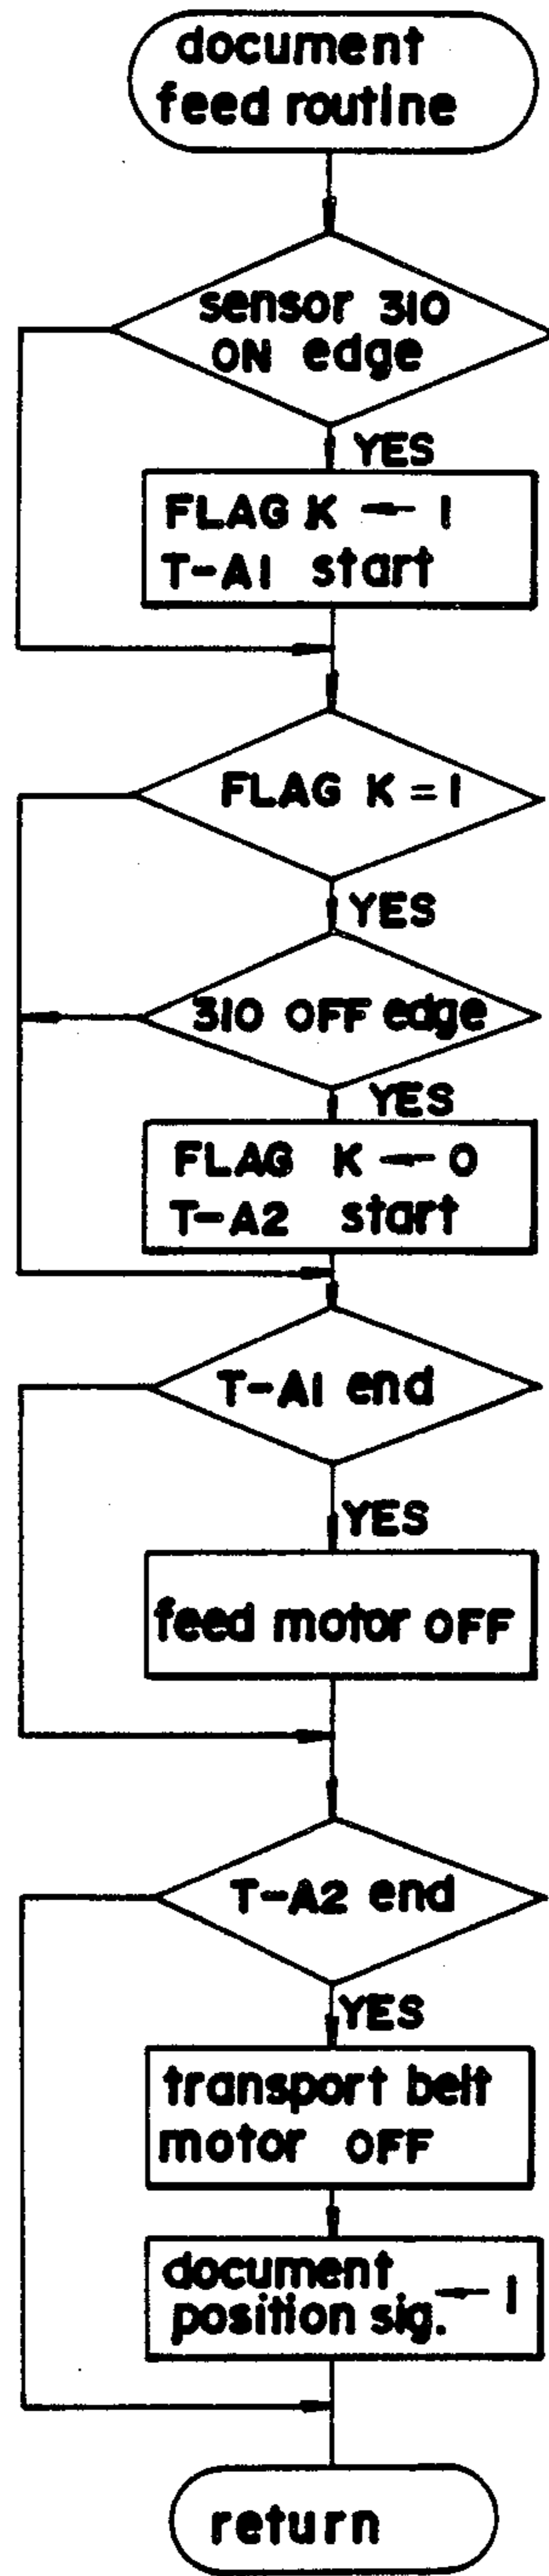 document
feed routine
sensor 310
ON edge
YES
FLAG K ← 1
T-A1 start
FLAG K = 1
YES
310 OFF edge
YES
FLAG K ← 0
T-A2 start
T-A1 end
YES
feed motor OFF
T-A2 end
YES
transport belt
motor OFF
document
position sig. ← 1
return